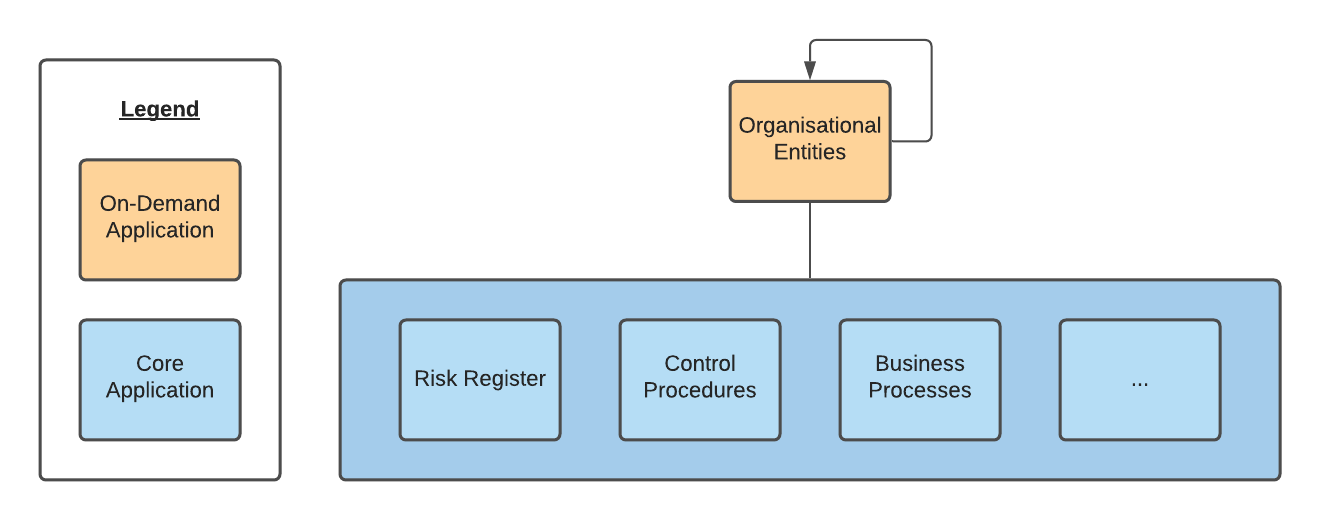 Legend
On-Demand
Application
Core
Application
Organisational
Entities
Risk Register
Control
Procedures
Business
Processes
...